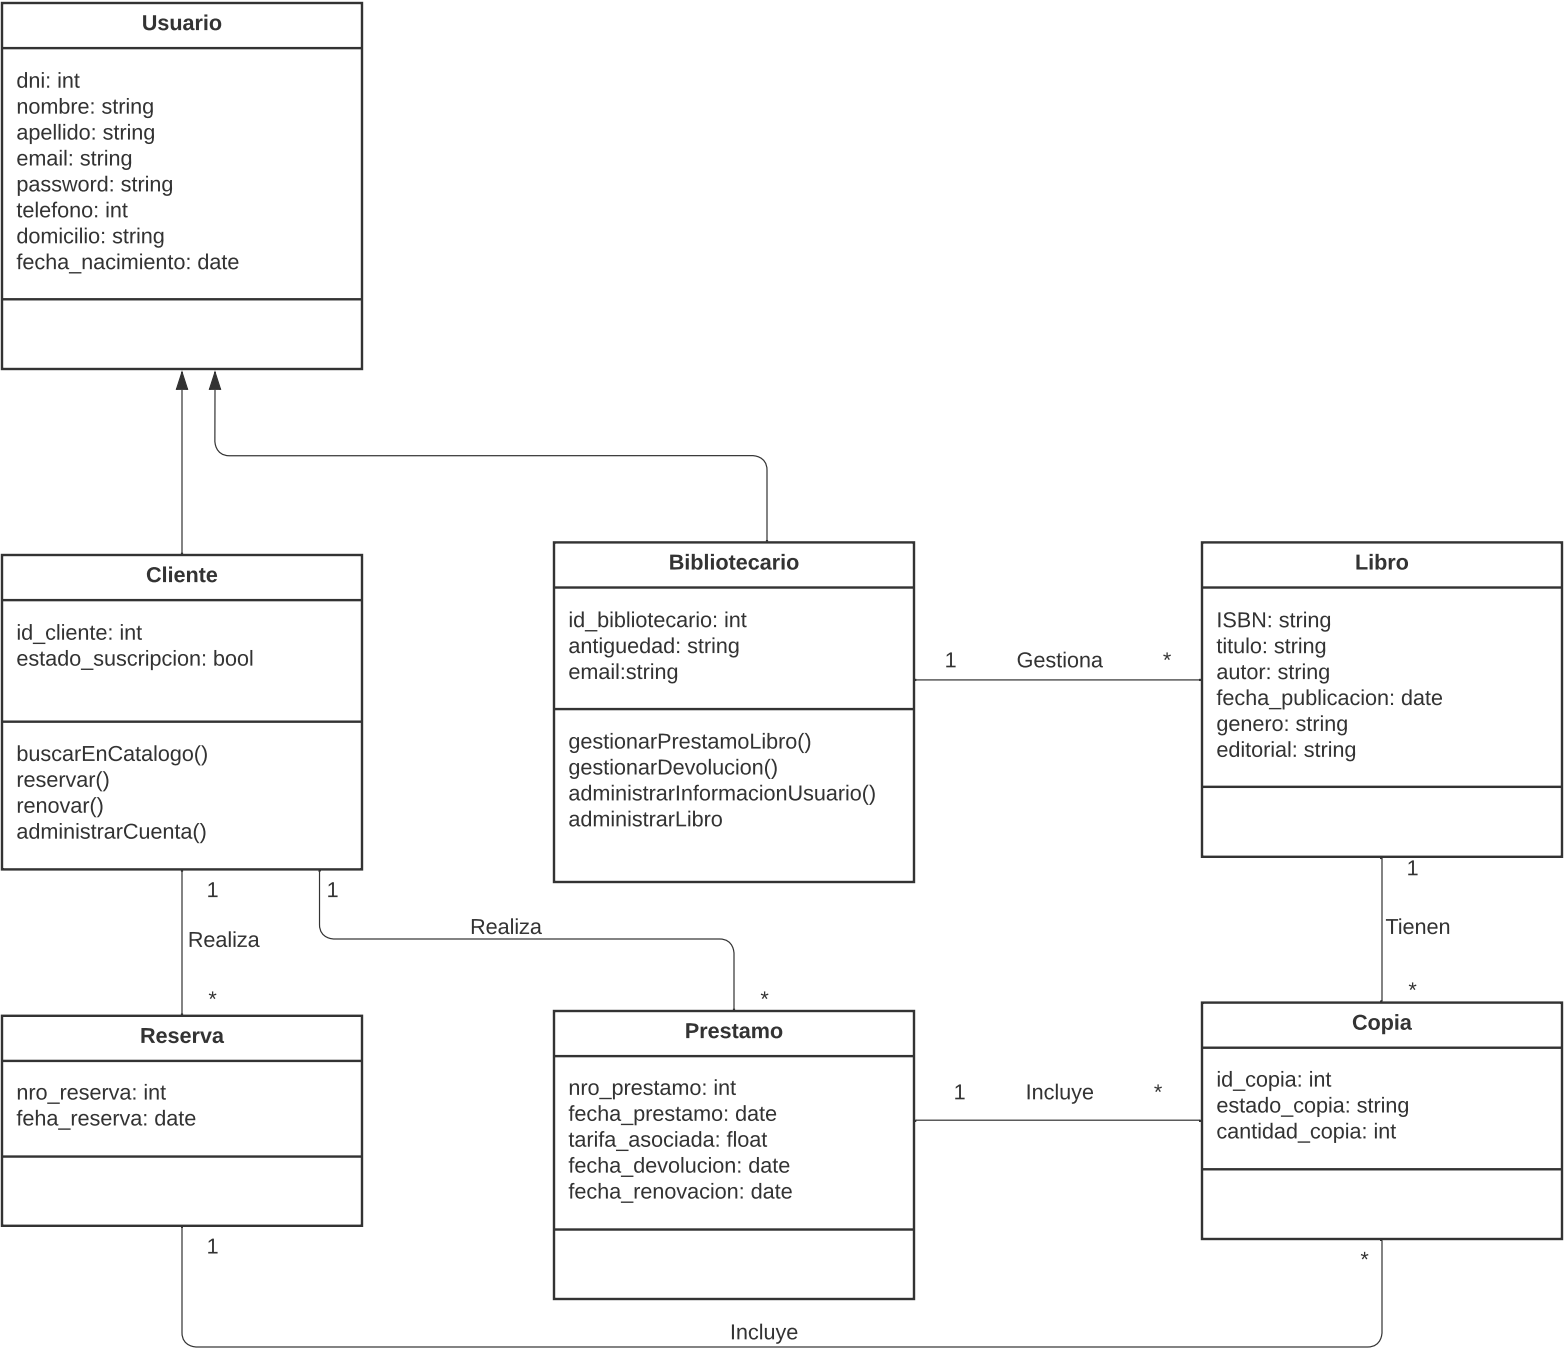 Usuario
dni: int
nombre: string
apellido: string
email: string
password: string
telefono: int
domicilio: string
fecha_nacimiento: date
Cliente
id_cliente: int
estado_suscripcion: bool
buscarEnCatalogo()
reservar()
renovar()
administrarCuenta()
Bibliotecario
id_bibliotecario: int
antiguedad: string
email:string
gestionarPrestamoLibro()
gestionarDevolucion()
administrarInformacionUsuario()
administrarLibro
1 Gestiona *
Libro
ISBN: string
titulo: string
autor: string
fecha_publicacion: date
genero: string
editorial: string
1
Realiza
*
1
Realiza
*
1
Tienen
*
Reserva
nro_reserva: int
feha_reserva: date
Prestamo
nro_prestamo: int
fecha_prestamo: date
tarifa_asociada: float
fecha_devolucion: date
fecha_renovacion: date
1 Incluye *
Copia
id_copia: int
estado_copia: string
cantidad_copia: int
1
*
Incluye